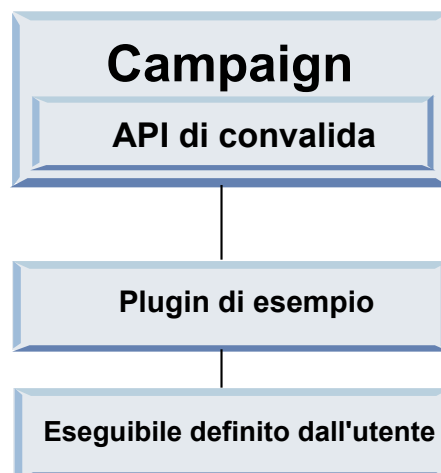 Campaign
API di convalida
Plugin di esempio
Eseguibile definito dall'utente